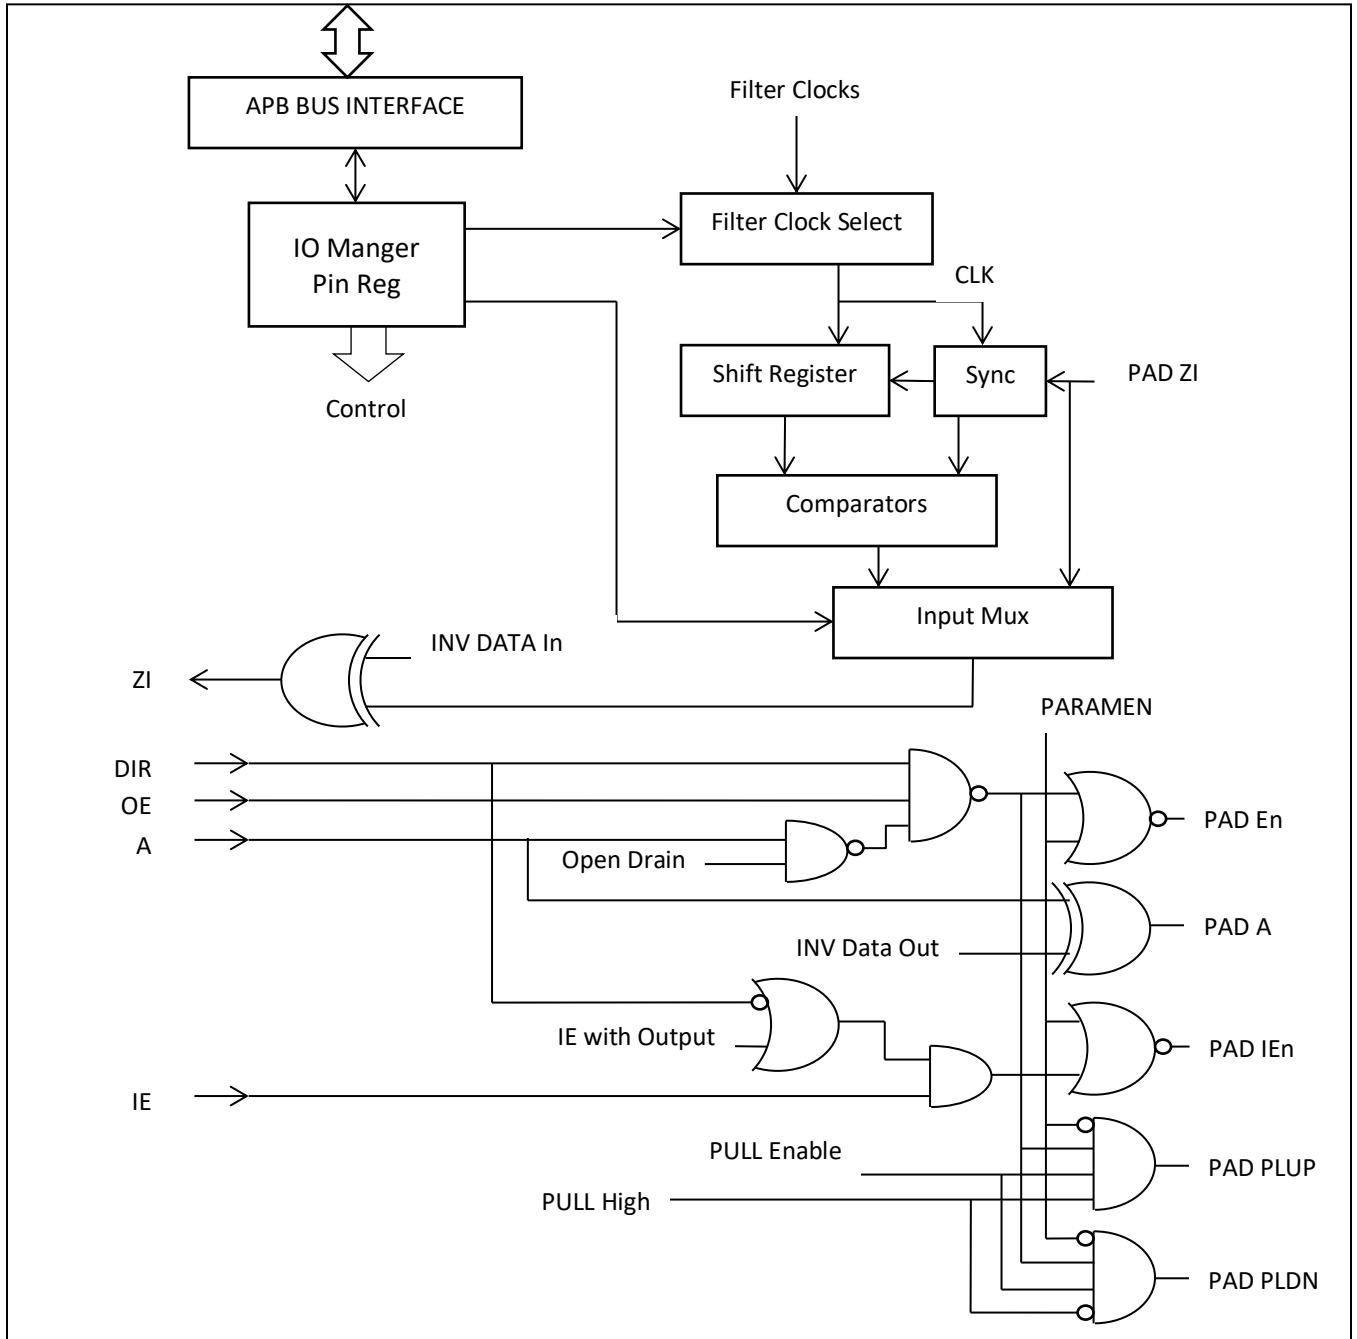 APB BUS INTERFACE
Filter Clocks
IO Manger
Pin Reg
Filter Clock Select
CLK
Control
Shift Register
Sync
PAD ZI
Comparators
Input Mux
INV DATA In
ZI
PARAMEN
DIR
OE
A
Open Drain
PAD En
PAD A
INV Data Out
IE with Output
PAD IEn
IE
PULL Enable
PAD PLUP
PULL High
PAD PLDN